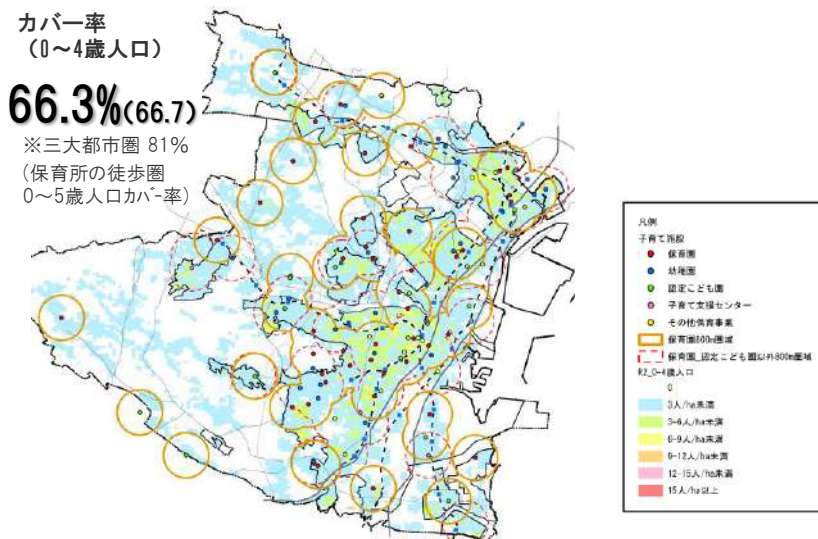 カバー率
(0～4歳人口)
66.3%(66.7)
※三大都市圏 81%
(保育所の徒歩圏
0～5歳人口カバー率)
凡例
子育て施設
保育園
幼稚園
認定こども園
子育て支援センター
その他保育事業
保育園800m圏域
保育園_認定こども園以外800m圏域
R2_0-4歳人口
0
3人/ha未満
3-6人/ha未満
6-9人/ha未満
9-12人/ha未満
12-15人/ha未満
15人/ha以上